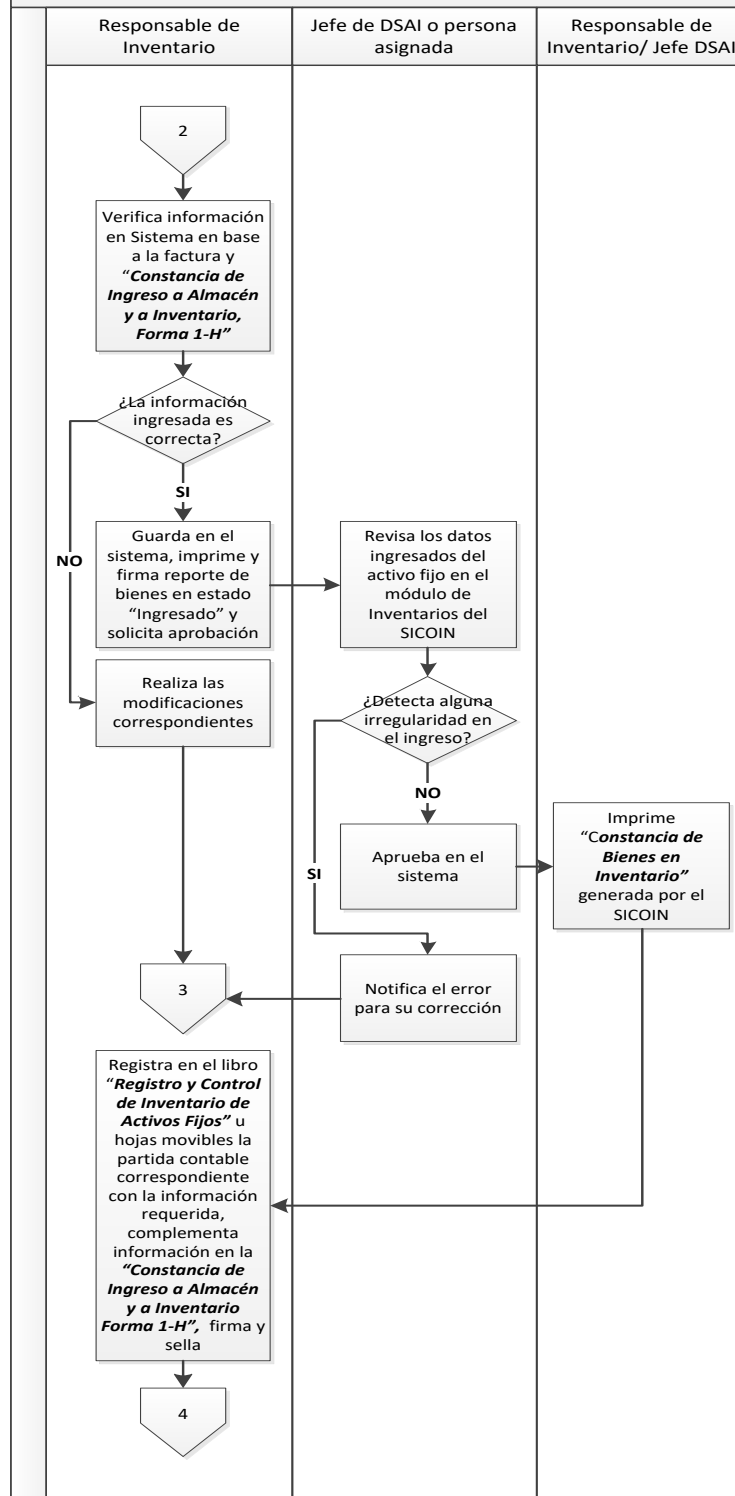 Responsable de
Inventario
Jefe de DSAI o persona
asignada
Responsable de
Inventario/ Jefe DSAI
2
Verifica información
en Sistema en base
a la factura y
“Constancia de
Ingreso a Almacén
y a Inventario,
Forma 1-H”
¿La información
ingresada es
correcta?
SI
NO
Guarda en el
sistema, imprime y
firma reporte de
bienes en estado
“Ingresado” y
solicita aprobación
Revisa los datos
ingresados del
activo fijo en el
módulo de
Inventarios del
SICOIN
Realiza las
modificaciones
correspondientes
¿Detecta alguna
irregularidad en
el ingreso?
NO
SI
Aprueba en el
sistema
Imprime
“Constancia de
Bienes en
Inventario”
generada por el
SICOIN
Notifica el error
para su corrección
3
Registra en el libro
“Registro y Control
de Inventario de
Activos Fijos” u
hojas movibles la
partida contable
correspondiente
con la información
requerida,
complementa
información en la
“Constancia de
Ingreso a Almacén
y a Inventario
Forma 1-H”, firma y
sella
4